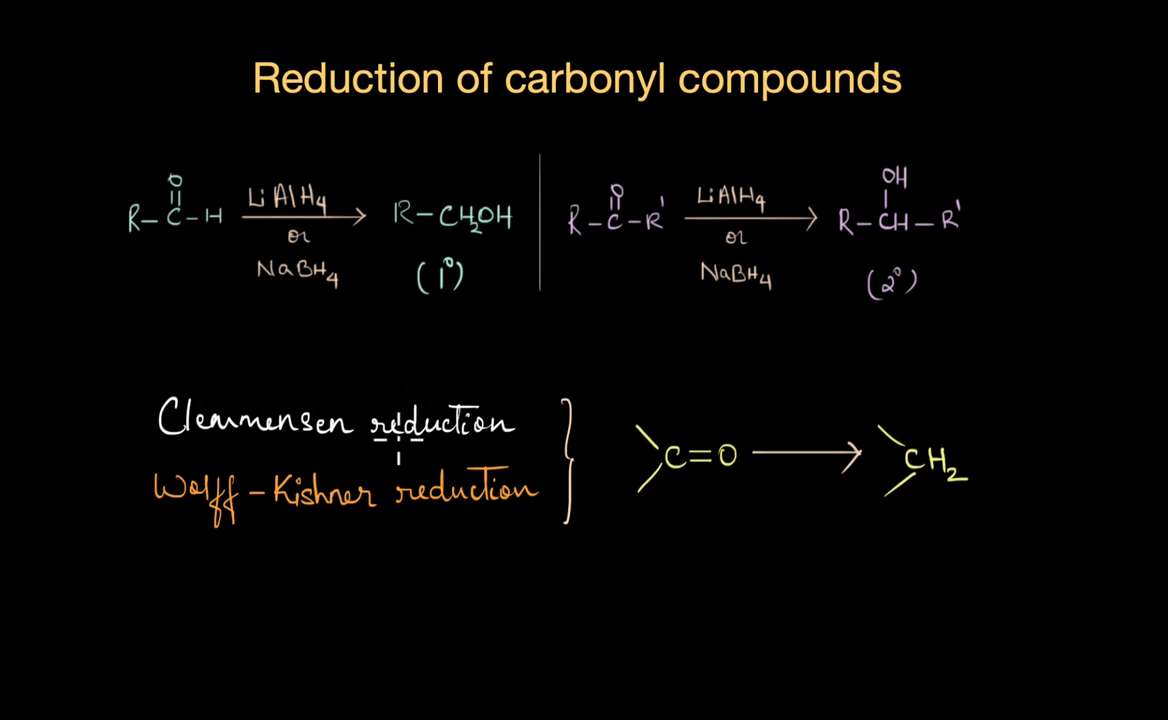 Reduction of carbonyl compounds
R–C(=O)–H LiAlH4 or NaBH4 → R–CH2OH (1°)
R–C(=O)–R' LiAlH4 or NaBH4 → R–CH(OH)–R' (2°)
Clemmensen reduction
Wolff–Kishner reduction
C=O → CH2